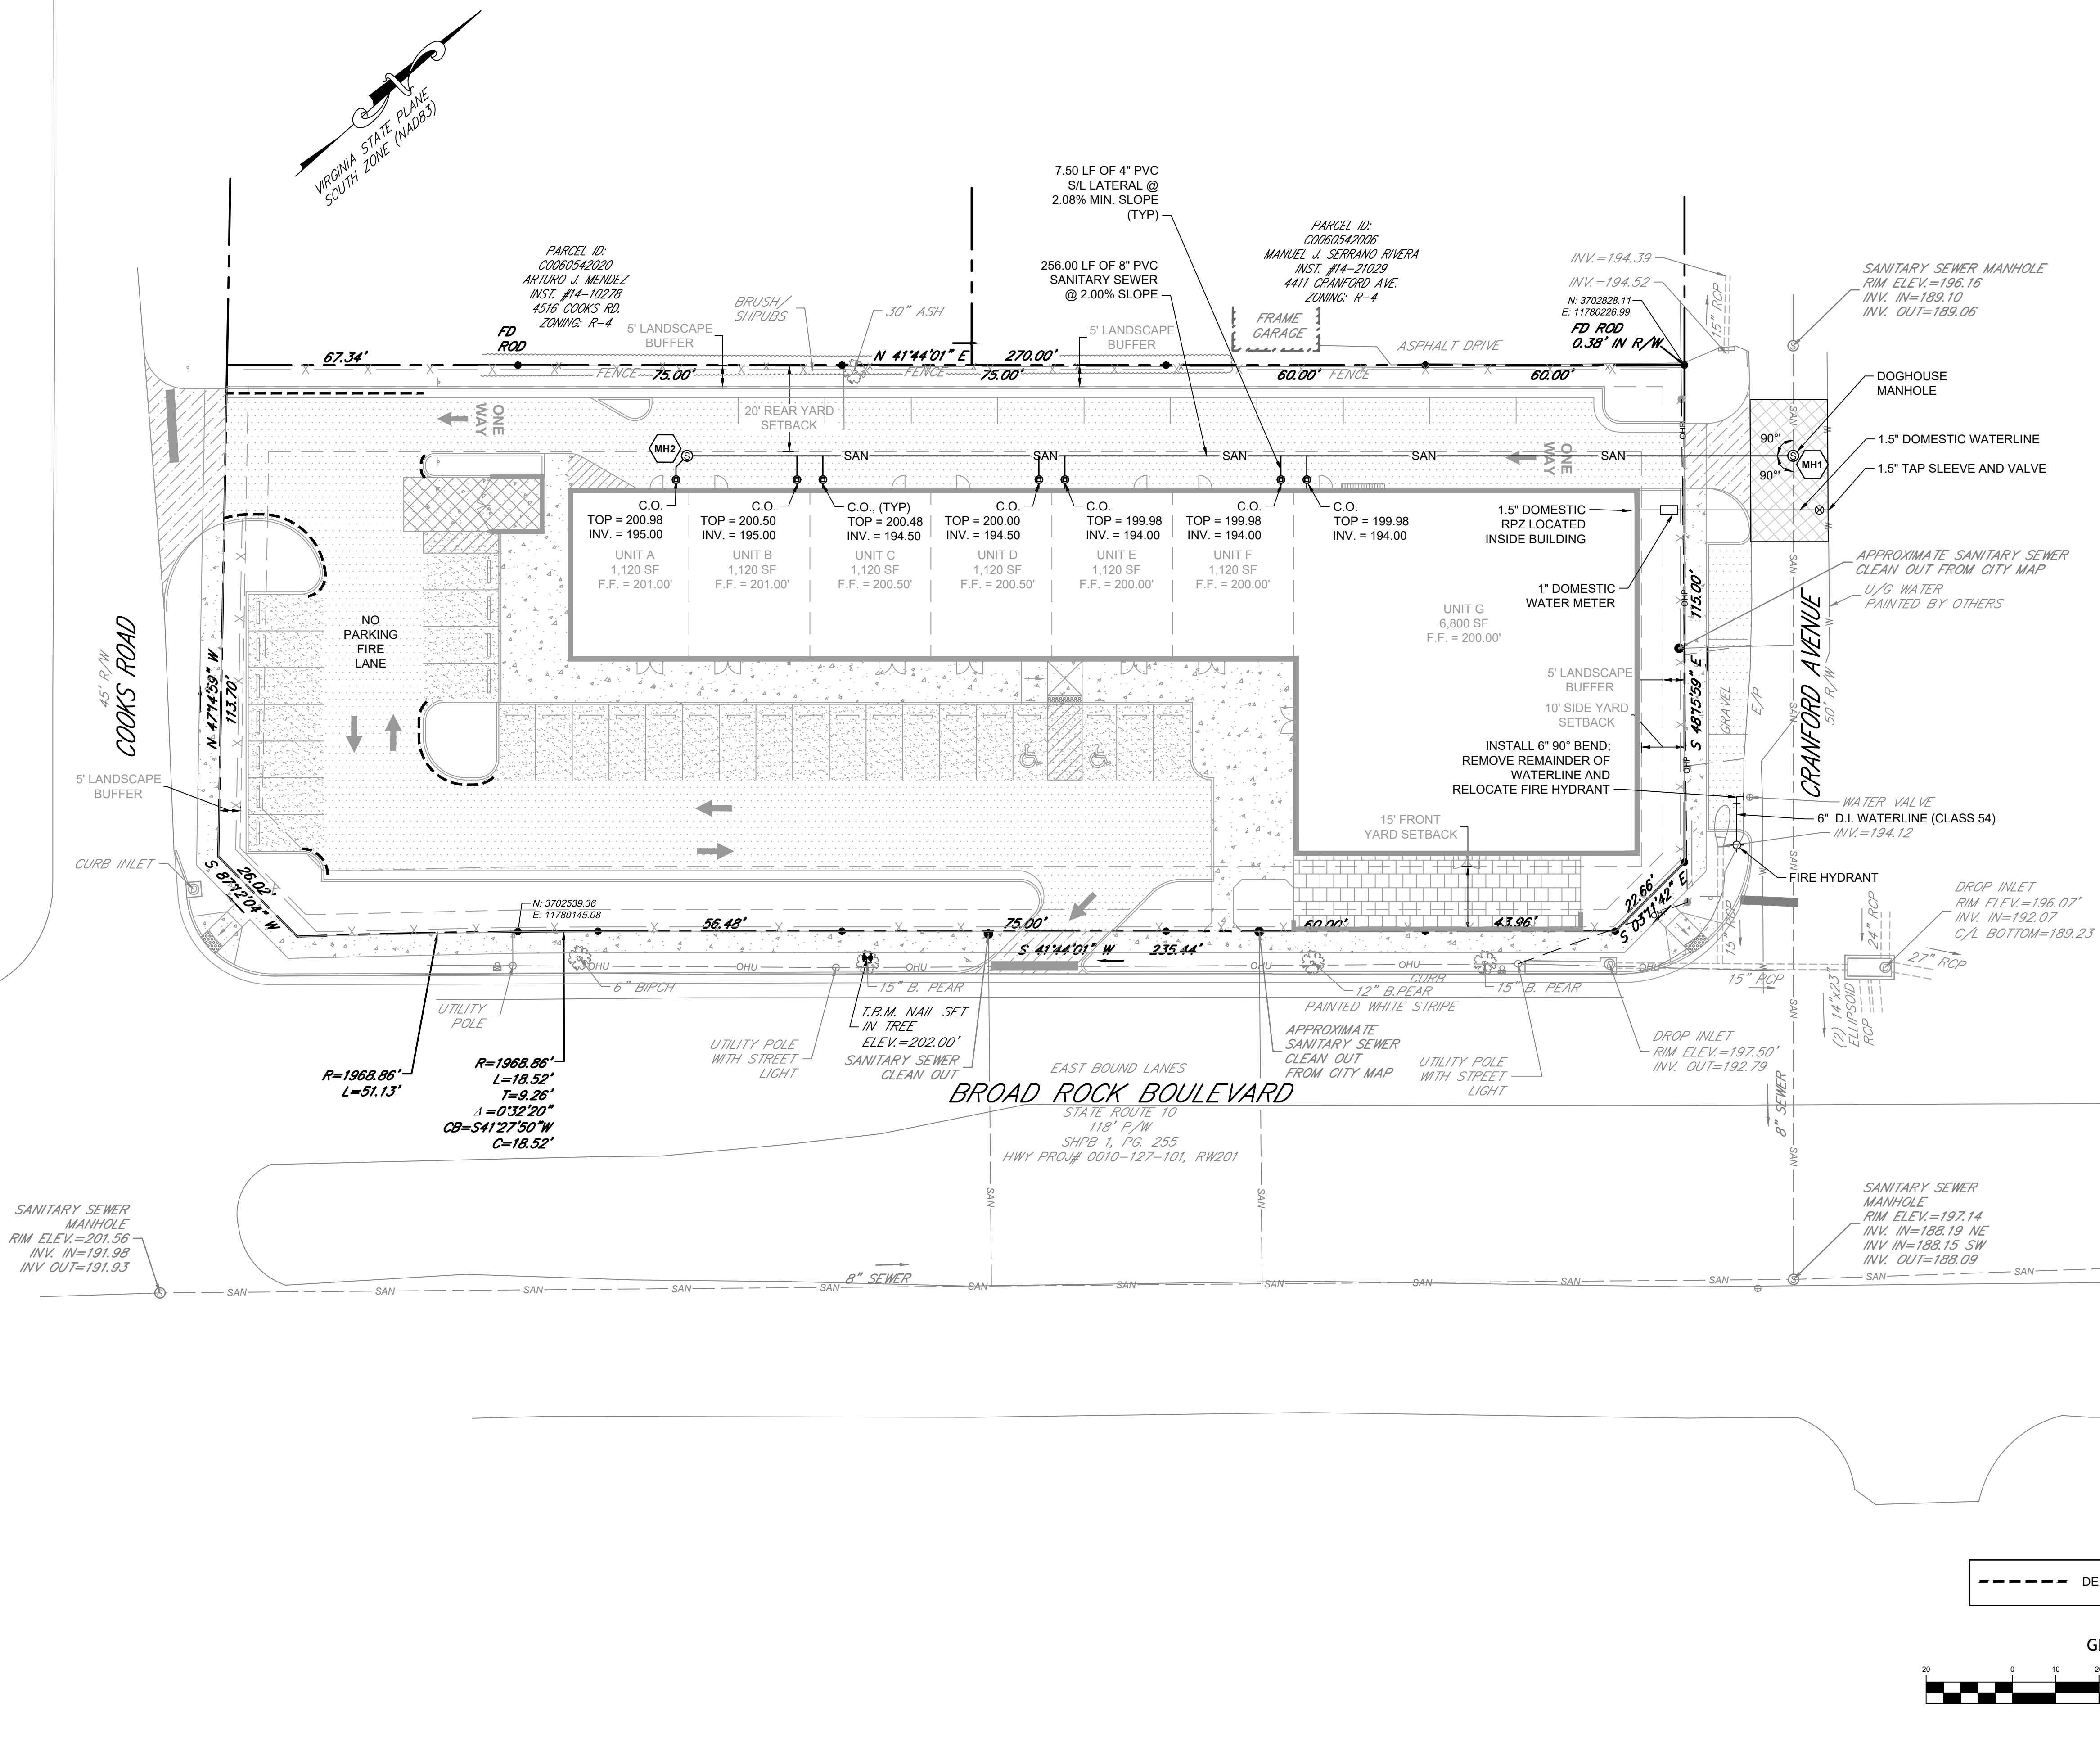 VIRGINIA STATE PLANE
SOUTH ZONE (NAD83)
7.50 LF OF 4" PVC
S/L LATERAL @
2.08% MIN. SLOPE
(TYP)
256.00 LF OF 8" PVC
SANITARY SEWER
@ 2.00% SLOPE
PARCEL ID:
C0060542020
ARTURO J. MENDEZ
INST. #14-10278
4516 COOKS RD.
ZONING: R-4
PARCEL ID:
C0060542006
MANUEL J. SERRANO RIVERA
INST. #14-21029
4411 CRANFORD AVE.
ZONING: R-4
FRAME
GARAGE
BRUSH/
SHRUBS
30" ASH
5' LANDSCAPE
BUFFER
5' LANDSCAPE
BUFFER
FD
ROD
67.34'
N 41°44'01" E
270.00'
ASPHALT DRIVE
FENCE
75.00'
FENCE
75.00'
60.00'
FENCE
60.00'
INV.=194.39
INV.=194.52
15" RCP
N: 3702828.11
E: 11780226.99
FD ROD
0.38' IN R/W
SANITARY SEWER MANHOLE
RIM ELEV.=196.16
INV. IN=189.10
INV. OUT=189.06
DOGHOUSE
MANHOLE
1.5" DOMESTIC WATERLINE
1.5" TAP SLEEVE AND VALVE
90°
90°
MH1
MH2
ONE
WAY
ONE
WAY
20' REAR YARD
SETBACK
SAN
SAN
SAN
SAN
SAN
SAN
OHP
C.O.
TOP = 200.98
INV. = 195.00
C.O.
TOP = 200.50
INV. = 195.00
C.O., (TYP)
TOP = 200.48
INV. = 194.50
C.O.
TOP = 200.00
INV. = 194.50
C.O.
TOP = 199.98
INV. = 194.00
C.O.
TOP = 199.98
INV. = 194.00
C.O.
TOP = 199.98
INV. = 194.00
UNIT A
1,120 SF
F.F. = 201.00'
UNIT B
1,120 SF
F.F. = 201.00'
UNIT C
1,120 SF
F.F. = 200.50'
UNIT D
1,120 SF
F.F. = 200.50'
UNIT E
1,120 SF
F.F. = 200.00'
UNIT F
1,120 SF
F.F. = 200.00'
UNIT G
6,800 SF
F.F. = 200.00'
1.5" DOMESTIC
RPZ LOCATED
INSIDE BUILDING
1" DOMESTIC
WATER METER
APPROXIMATE SANITARY SEWER
CLEAN OUT FROM CITY MAP
U/G WATER
PAINTED BY OTHERS
S 48°15'59" E
115.00'
OHP
OHP
GRAVEL
E/P
SAN
SAN
CRANFORD AVENUE
50' R/W
NO
PARKING
FIRE
LANE
COOKS ROAD
45' R/W
N 47°14'59" W
113.70'
5' LANDSCAPE
BUFFER
5' LANDSCAPE
BUFFER
10' SIDE YARD
SETBACK
INSTALL 6" 90° BEND;
REMOVE REMAINDER OF
WATERLINE AND
RELOCATE FIRE HYDRANT
WATER VALVE
6" D.I. WATERLINE (CLASS 54)
INV.=194.12
FIRE HYDRANT
15' FRONT
YARD SETBACK
CURB INLET
26.02'
S 87°12'04" W
N: 3702539.36
E: 11780145.08
56.48'
75.00'
60.00'
43.96'
S 41°44'01" W
235.44'
22.66'
S 03°11'42" E
OHU
OHU
OHU
OHU
OHU
OHU
CURB
15" RCP
15" RCP
24" RCP
27" RCP
(2) 14"x23"
ELLIPSOID
RCP
DROP INLET
RIM ELEV.=196.07'
INV. IN=192.07
C/L BOTTOM=189.23
UTILITY
POLE
6" BIRCH
15" B. PEAR
12" B.PEAR
15" B. PEAR
PAINTED WHITE STRIPE
T.B.M. NAIL SET
IN TREE
ELEV.=202.00'
UTILITY POLE
WITH STREET
LIGHT
SANITARY SEWER
CLEAN OUT
APPROXIMATE
SANITARY SEWER
CLEAN OUT
FROM CITY MAP
UTILITY POLE
WITH STREET
LIGHT
DROP INLET
RIM ELEV.=197.50'
INV. OUT=192.79
R=1968.86'
L=51.13'
R=1968.86'
L=18.52'
T=9.26'
Δ =0°32'20"
CB=S41°27'50"W
C=18.52'
EAST BOUND LANES
BROAD ROCK BOULEVARD
STATE ROUTE 10
118' R/W
SHPB 1, PG. 255
HWY PROJ# 0010-127-101, RW201
8" SEWER
SAN
SAN
SAN
SAN
SAN
SANITARY SEWER
MANHOLE
RIM ELEV.=201.56
INV. IN=191.98
INV OUT=191.93
SANITARY SEWER
MANHOLE
RIM ELEV.=197.14
INV. IN=188.19 NE
INV IN=188.15 SW
INV. OUT=188.09
8" SEWER
SAN
SAN
SAN
SAN
SAN
SAN
SAN
SAN
SAN
SAN
SAN
SAN
SAN
20
0
10